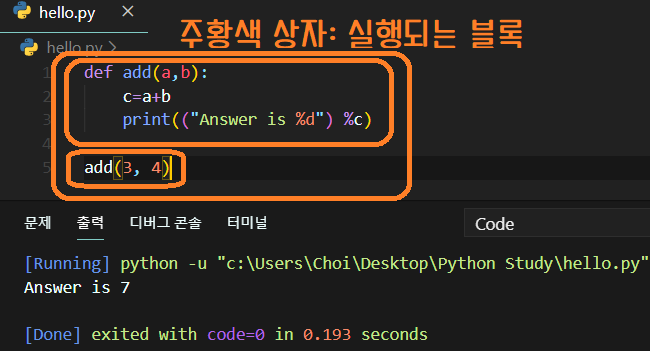 hello.py ×
주황색 상자: 실행되는 블록
hello.py
1 def add(a,b):
2 c=a+b
3 print(("Answer is %d") %c)
4
5 add(3, 4)
문제 출력 디버그 콘솔 터미널 Code
[Running] python -u "c:\Users\Choi\Desktop\Python Study\hello.py"
Answer is 7
[Done] exited with code=0 in 0.193 seconds